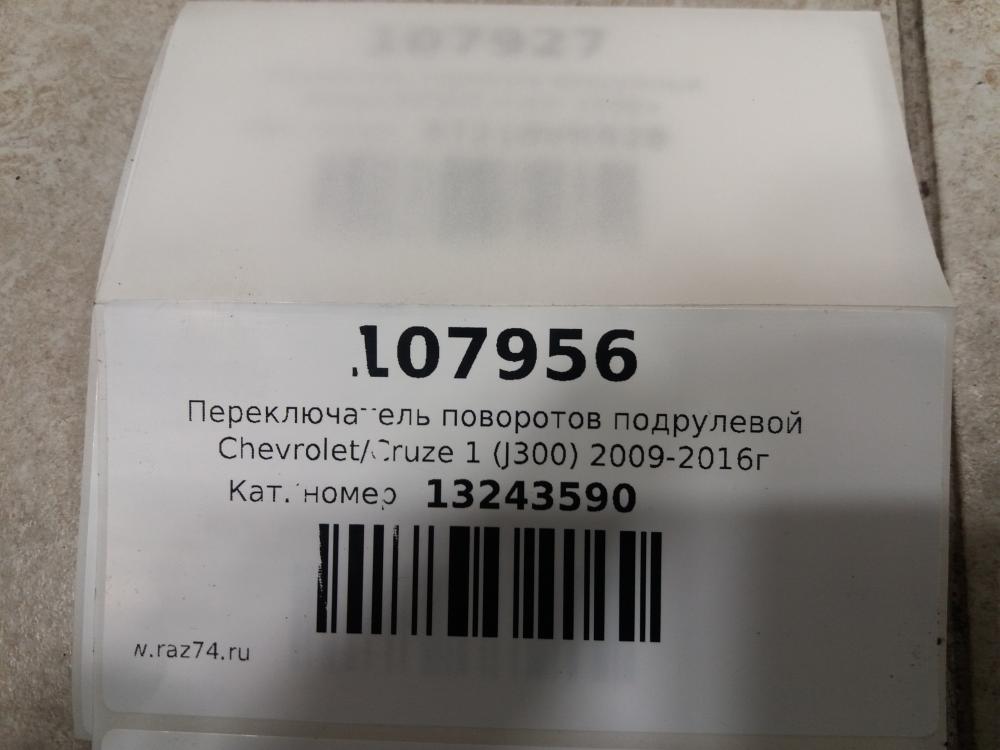 107927
107956
Переключатель поворотов подрулевой
Chevrolet/Cruze 1 (J300) 2009-2016г
Кат. номер 13243590
w.raz74.ru